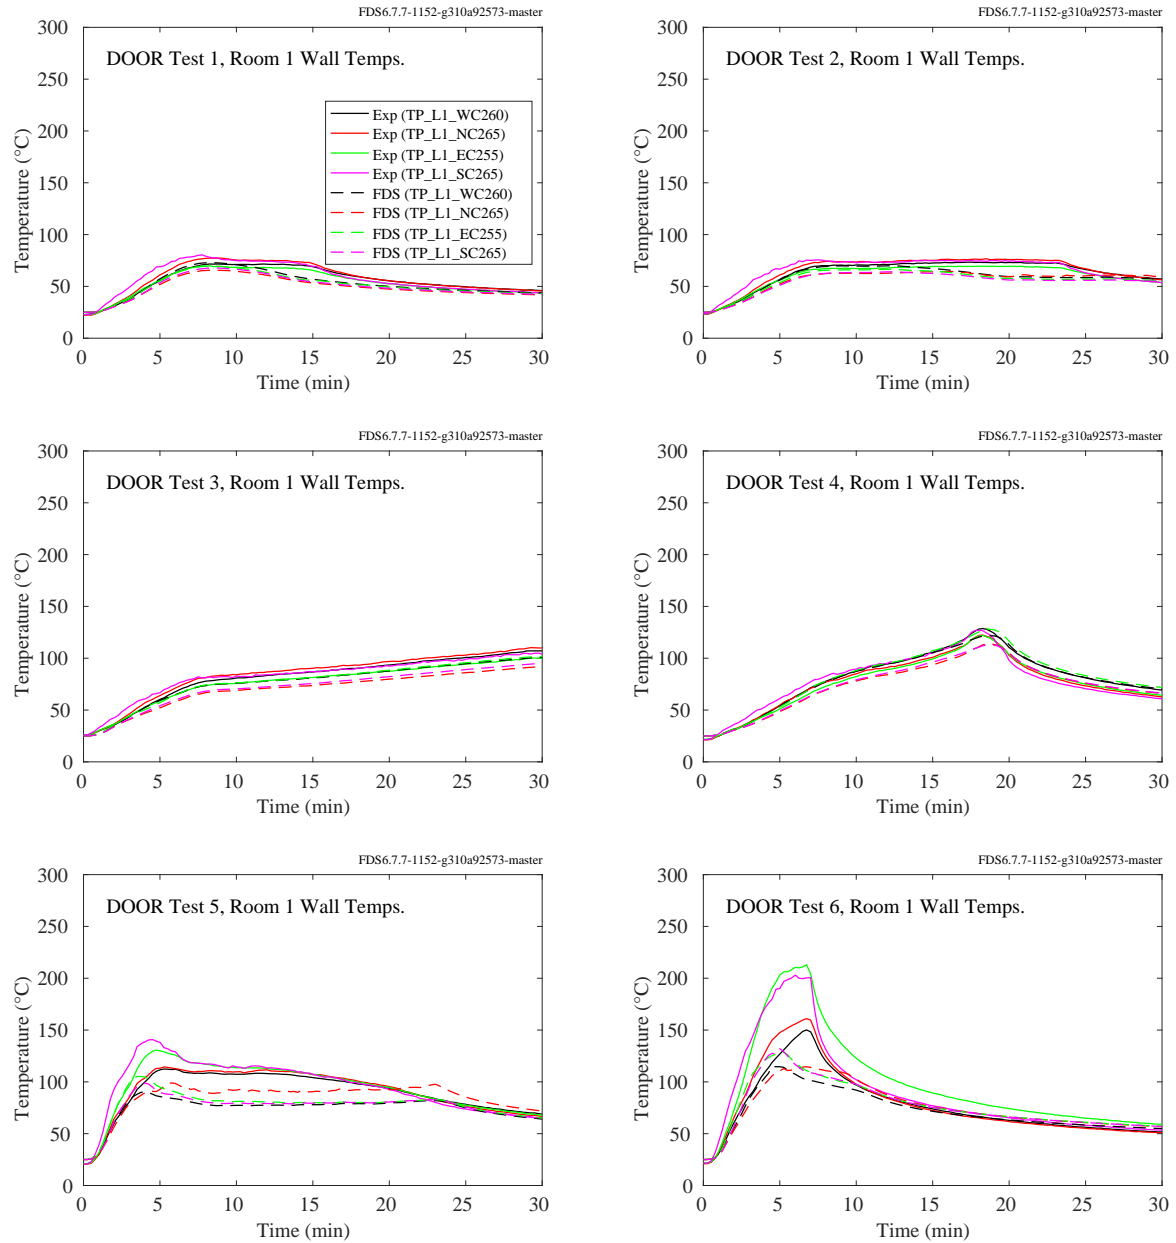 FDS6.7.7-1152-g310a92573-master
DOOR Test 1, Room 1 Wall Temps.
Exp (TP_L1_WC260)
Exp (TP_L1_NC265)
Exp (TP_L1_EC255)
Exp (TP_L1_SC265)
FDS (TP_L1_WC260)
FDS (TP_L1_NC265)
FDS (TP_L1_EC255)
FDS (TP_L1_SC265)
Temperature (°C)
300
250
200
150
100
50
0
0 5 10 15 20 25 30
Time (min)
FDS6.7.7-1152-g310a92573-master
DOOR Test 2, Room 1 Wall Temps.
Temperature (°C)
300
250
200
150
100
50
0
0 5 10 15 20 25 30
Time (min)
FDS6.7.7-1152-g310a92573-master
DOOR Test 3, Room 1 Wall Temps.
Temperature (°C)
300
250
200
150
100
50
0
0 5 10 15 20 25 30
Time (min)
FDS6.7.7-1152-g310a92573-master
DOOR Test 4, Room 1 Wall Temps.
Temperature (°C)
300
250
200
150
100
50
0
0 5 10 15 20 25 30
Time (min)
FDS6.7.7-1152-g310a92573-master
DOOR Test 5, Room 1 Wall Temps.
Temperature (°C)
300
250
200
150
100
50
0
0 5 10 15 20 25 30
Time (min)
FDS6.7.7-1152-g310a92573-master
DOOR Test 6, Room 1 Wall Temps.
Temperature (°C)
300
250
200
150
100
50
0
0 5 10 15 20 25 30
Time (min)